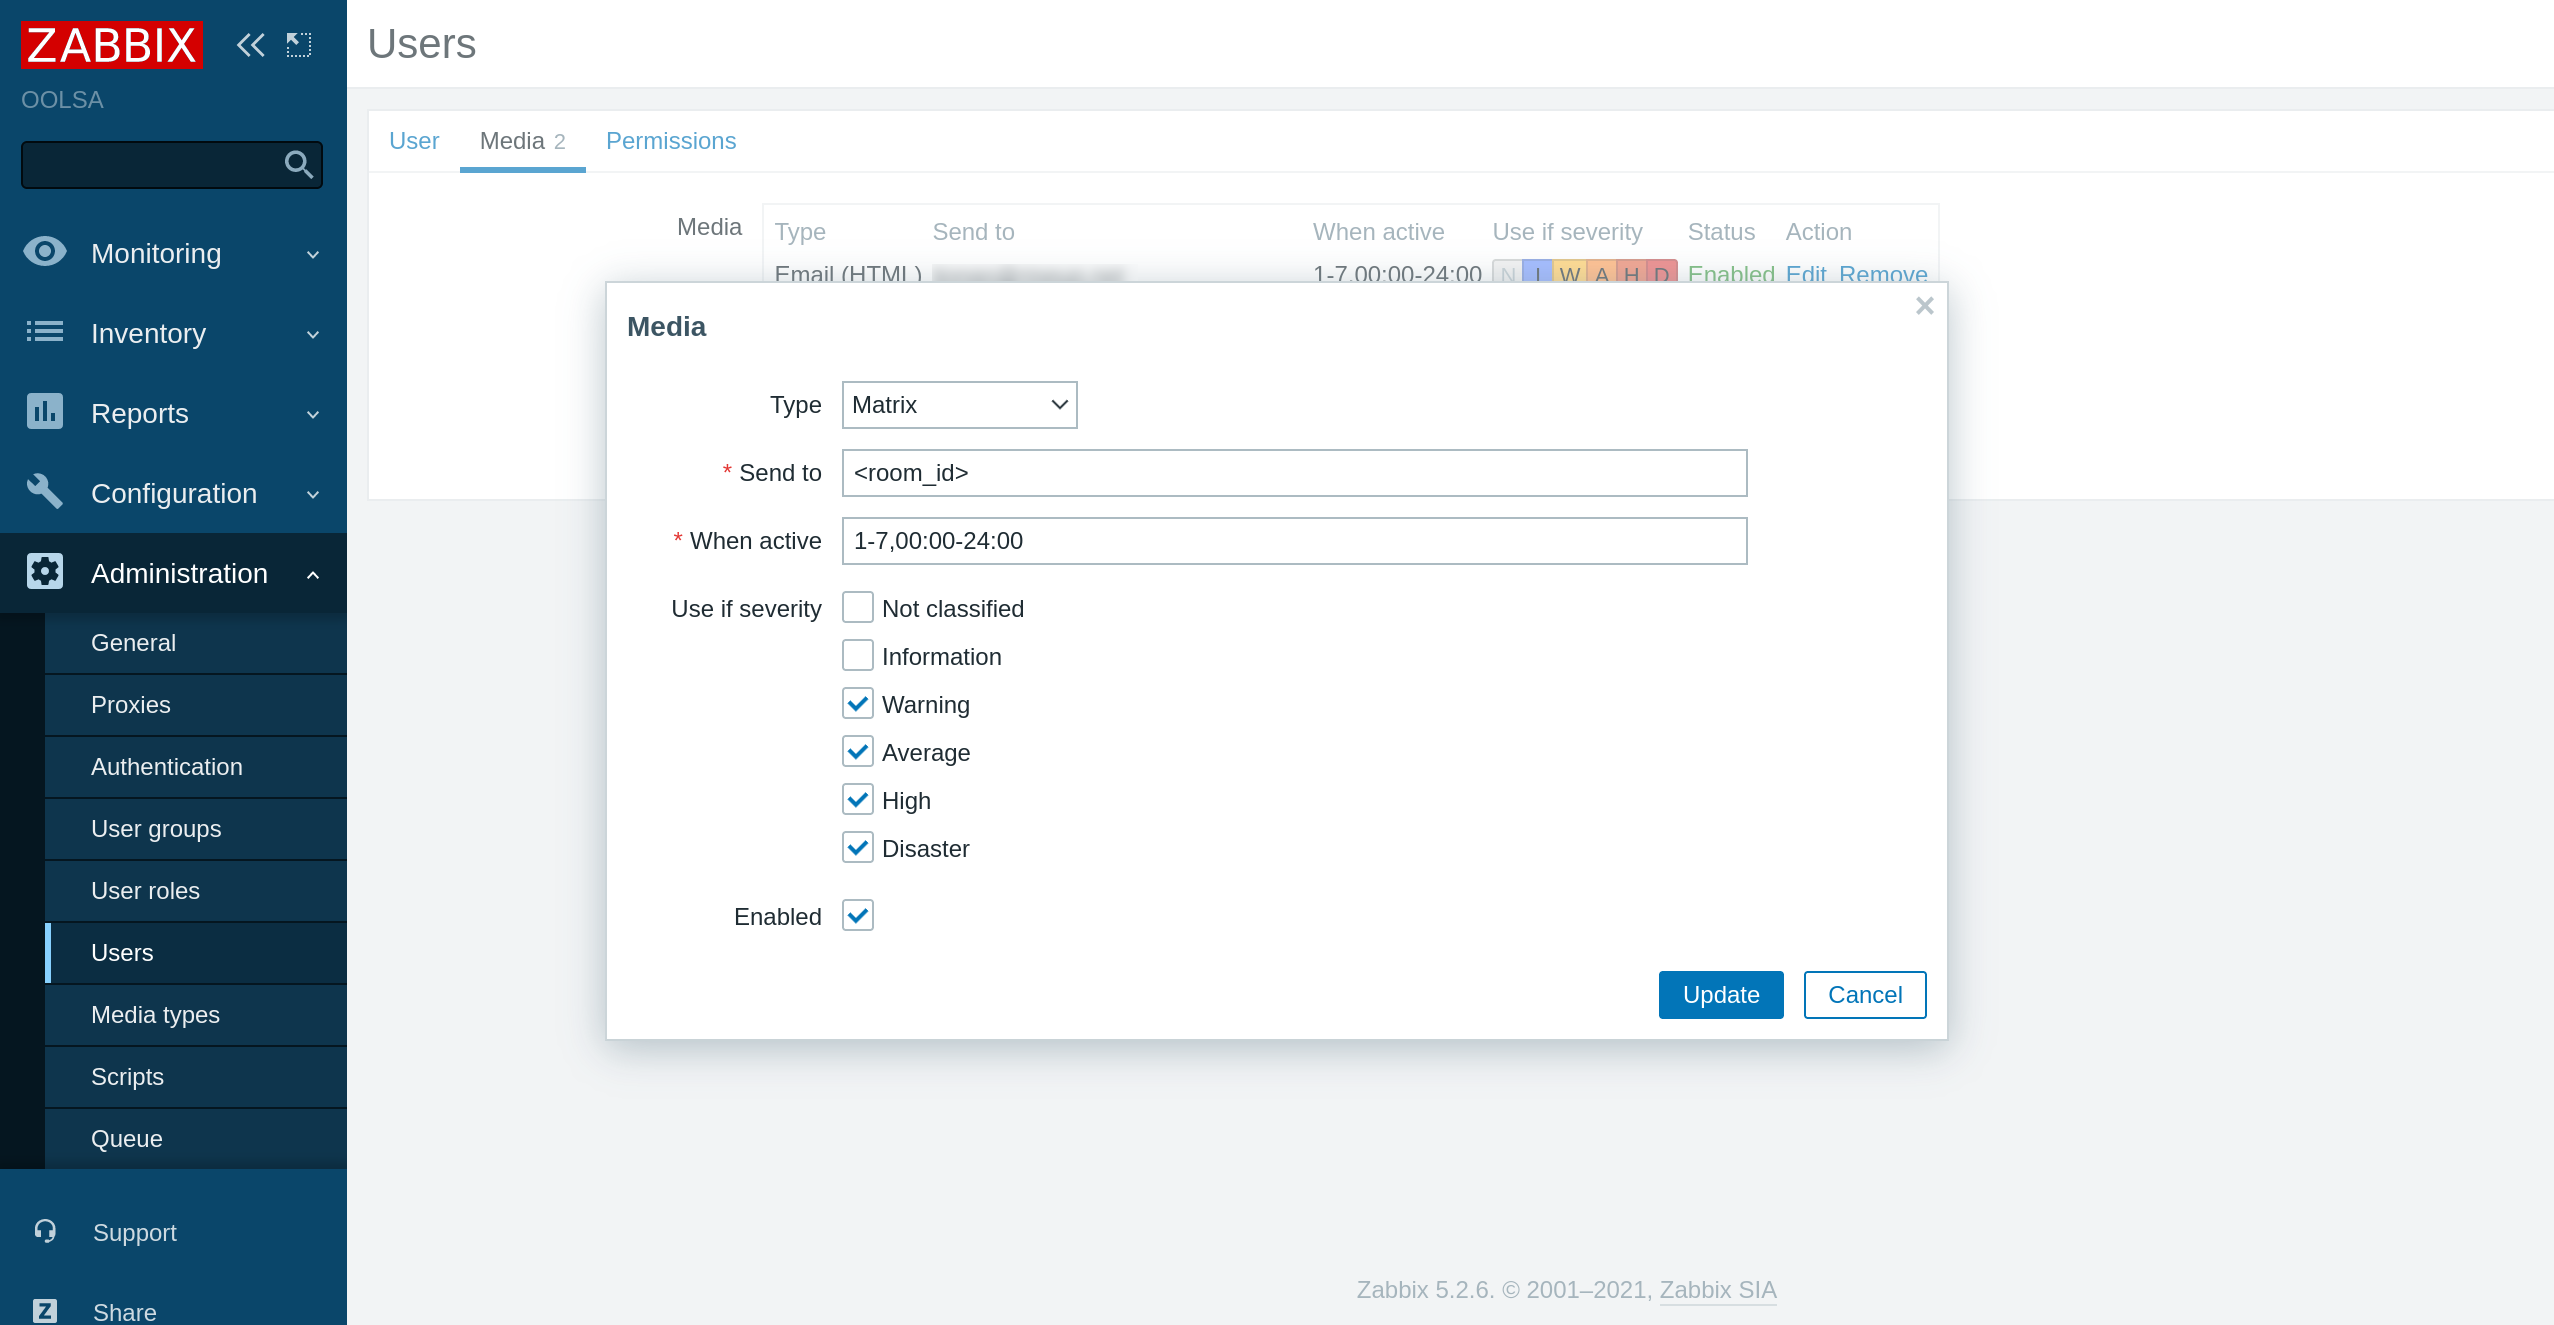 ZABBIX
OOLSA
Monitoring
Inventory
Reports
Configuration
Administration
General
Proxies
Authentication
User groups
User roles
Users
Media types
Scripts
Queue
Support
Share
Users
User Media 2 Permissions
Media
Type Send to When active Use if severity Status Action
Email (HTML) 1-7,00:00-24:00 N I W A H D Enabled Edit Remove
Media
Type Matrix
* Send to <room_id>
* When active 1-7,00:00-24:00
Use if severity Not classified
Information
Warning
Average
High
Disaster
Enabled
Update Cancel
Zabbix 5.2.6. © 2001–2021, Zabbix SIA